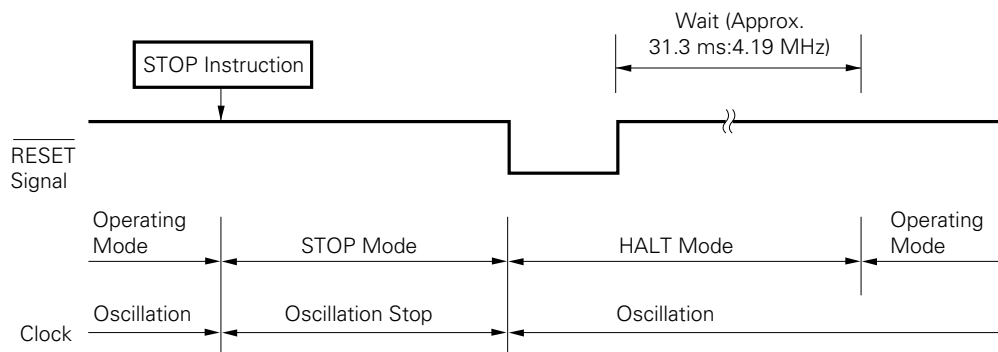 Wait (Approx.
31.3 ms:4.19 MHz)
STOP Instruction
RESET
Signal
Operating
Mode
STOP Mode
HALT Mode
Operating
Mode
Clock
Oscillation
Oscillation Stop
Oscillation